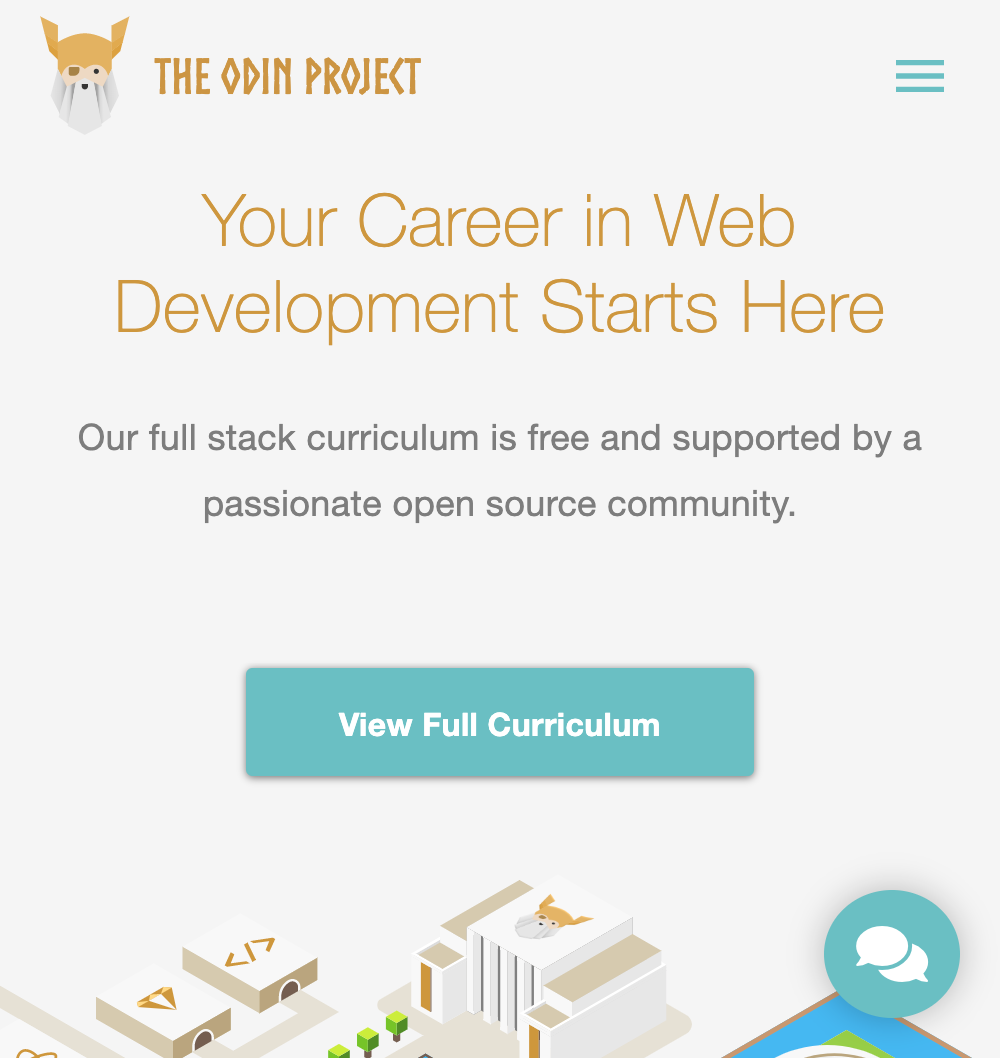 THE ODIN PROJECT
Your Career in Web
Development Starts Here
Our full stack curriculum is free and supported by a
passionate open source community.
View Full Curriculum
</>